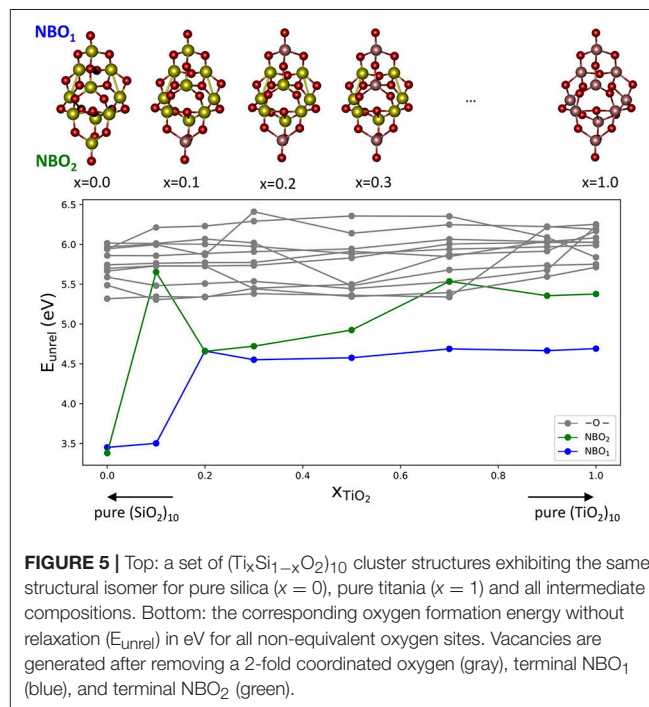 NBO₁
NBO₂
...
x=0.0 x=0.1 x=0.2 x=0.3 x=1.0
6.5
6.0
5.5
5.0
4.5
4.0
3.5
E_unrel (eV)
−O−
NBO₂
NBO₁
0.0 0.2 0.4 0.6 0.8 1.0
X_TiO₂
pure (SiO₂)₁₀ pure (TiO₂)₁₀
FIGURE 5 | Top: a set of (TiₓSi₁₋ₓO₂)₁₀ cluster structures exhibiting the same
structural isomer for pure silica (x = 0), pure titania (x = 1) and all intermediate
compositions. Bottom: the corresponding oxygen formation energy without
relaxation (E_unrel) in eV for all non-equivalent oxygen sites. Vacancies are
generated after removing a 2-fold coordinated oxygen (gray), terminal NBO₁
(blue), and terminal NBO₂ (green).